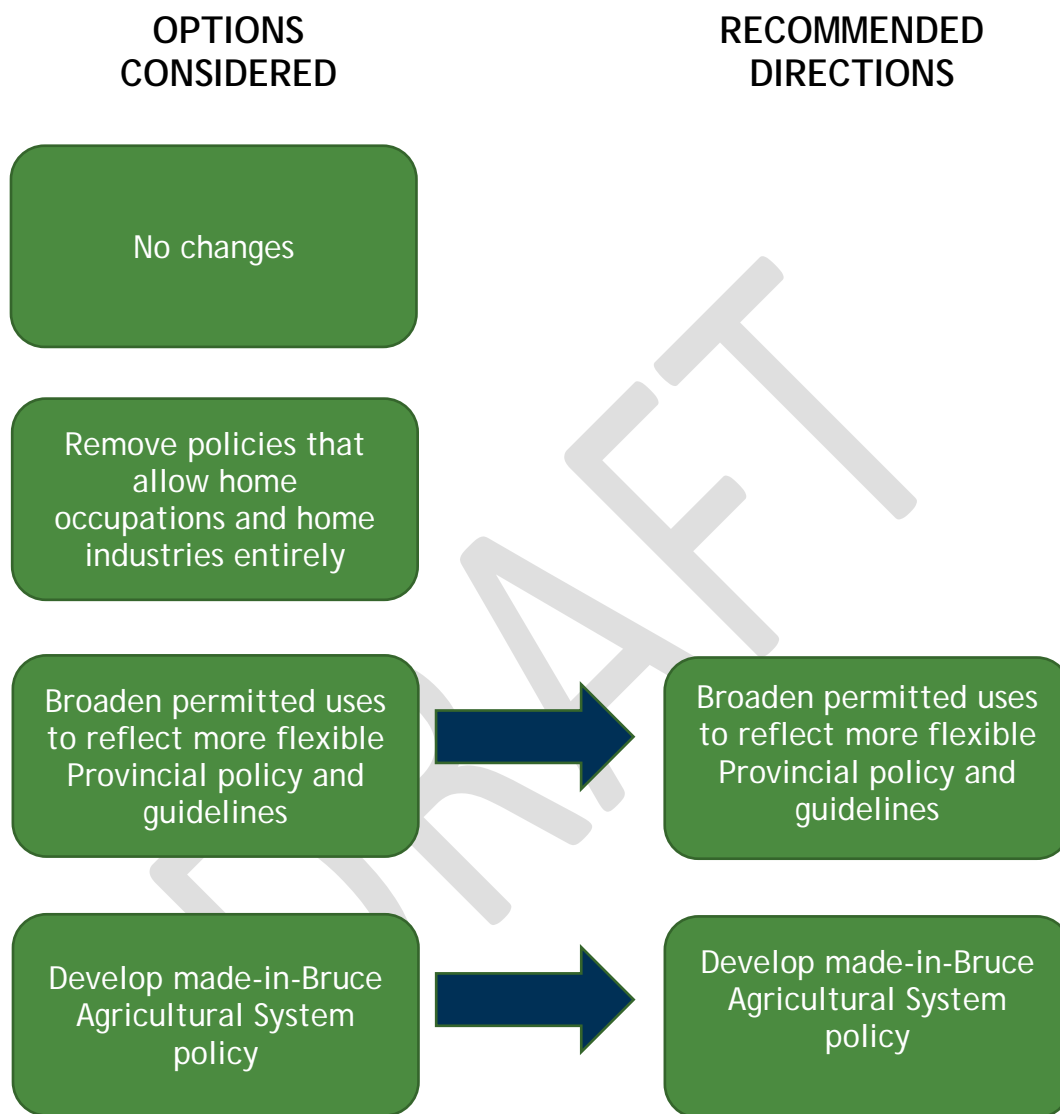 OPTIONS
CONSIDERED
RECOMMENDED
DIRECTIONS
No changes
Remove policies that
allow home
occupations and home
industries entirely
Broaden permitted uses
to reflect more flexible
Provincial policy and
guidelines
Broaden permitted uses
to reflect more flexible
Provincial policy and
guidelines
Develop made-in-Bruce
Agricultural System
policy
Develop made-in-Bruce
Agricultural System
policy
DRAFT